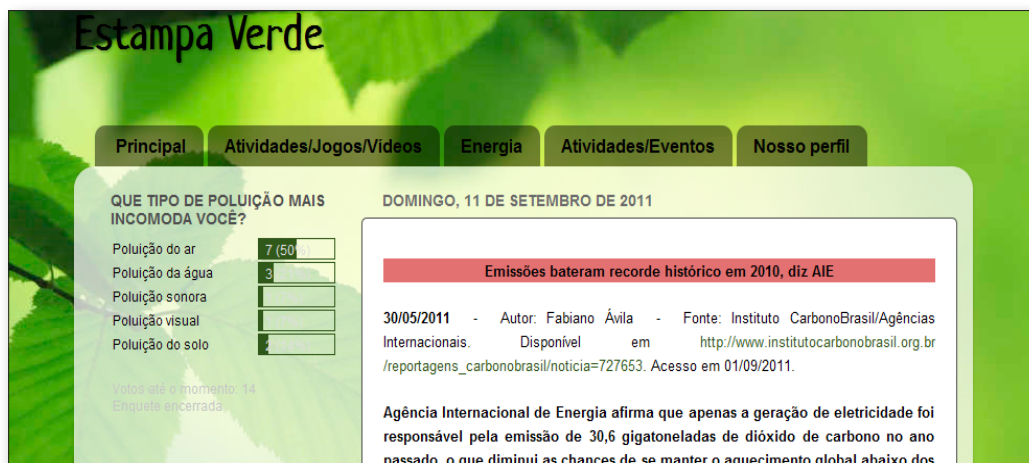 Estampa Verde
Principal Atividades/Jogos/Vídeos Energia Atividades/Eventos Nosso perfil
QUE TIPO DE POLUIÇÃO MAIS
INCOMODA VOCÊ?
Poluição do ar 7 (50%)
Poluição da água 3
Poluição sonora
Poluição visual
Poluição do solo 2
Votos até o momento: 14
Enquete encerrada
DOMINGO, 11 DE SETEMBRO DE 2011
Emissões bateram recorde histórico em 2010, diz AIE
30/05/2011 - Autor: Fabiano Ávila - Fonte: Instituto CarbonoBrasil/Agências
Internacionais. Disponível em http://www.institutocarbonobrasil.org.br
/reportagens_carbonobrasil/noticia=727653. Acesso em 01/09/2011.
Agência Internacional de Energia afirma que apenas a geração de eletricidade foi
responsável pela emissão de 30,6 gigatoneladas de dióxido de carbono no ano
passado, o que diminui as chances de se manter o aquecimento global abaixo dos